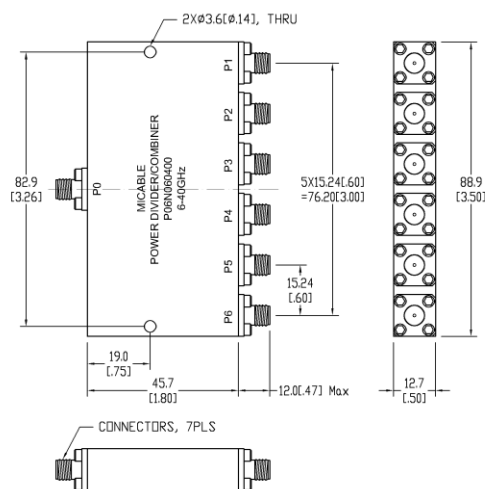 2XØ3.6[Ø.14], THRU
P1
P2
P3
P4
P5
P6
P0
MICABLE
POWER DIVIDER/COMBINER
P06N060400
6-40GHz
82.9
[3.26]
5X15.24[.60]
=76.20[3.00]
88.9
[3.50]
15.24
[.60]
19.0
[.75]
45.7
[1.80]
12.0[.47] Max
12.7
[.50]
CONNECTORS, 7PLS